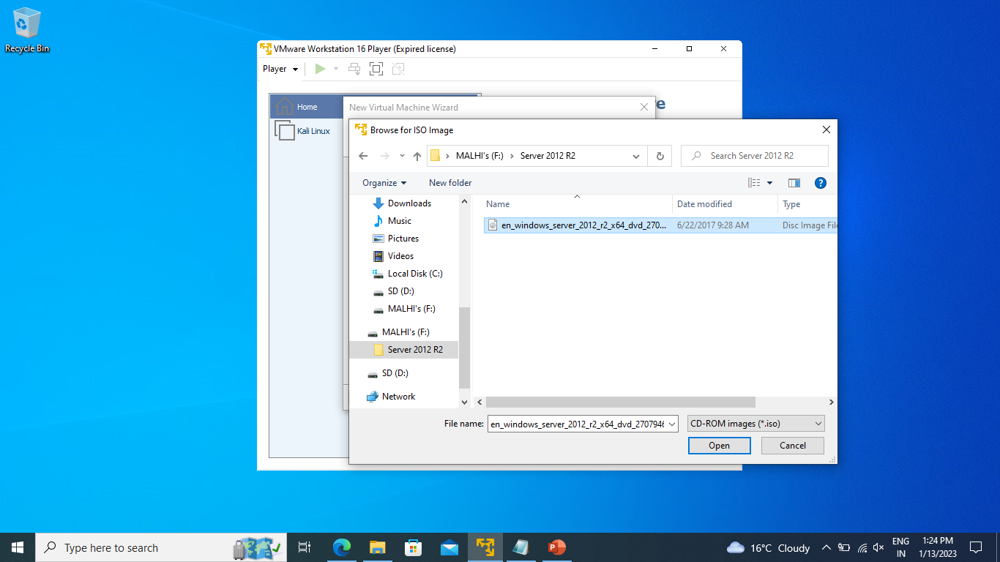 Recycle Bin
VMware Workstation 16 Player (Expired license)
Player
Home
Kali Linux
New Virtual Machine Wizard
Browse for ISO Image
MALHI's (F:) > Server 2012 R2
Search Server 2012 R2
Organize
New folder
Name
Date modified
Type
en_windows_server_2012_r2_x64_dvd_270...
6/22/2017 9:28 AM
Disc Image File
Downloads
Music
Pictures
Videos
Local Disk (C:)
SD (D:)
MALHI's (F:)
MALHI's (F:)
Server 2012 R2
SD (D:)
Network
File name:
en_windows_server_2012_r2_x64_dvd_2707946
CD-ROM images (*.iso)
Open
Cancel
Type here to search
16°C Cloudy
ENG
IN
1:24 PM
1/13/2023